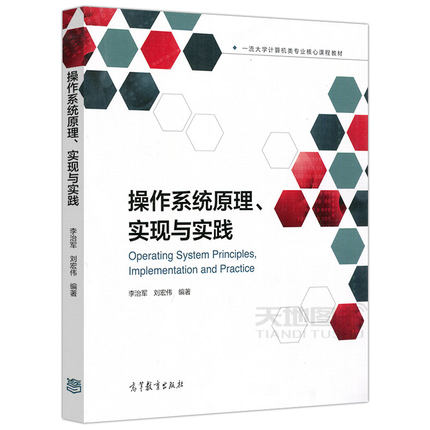 一流大学计算机类专业核心课程教材
操作系统原理、实现与实践
李治军 刘宏伟 编著
操作系统原理、
实现与实践
Operating System Principles,
Implementation and Practice
李治军 刘宏伟 编著
天地图书
TIANDI TUSHU
高等教育出版社